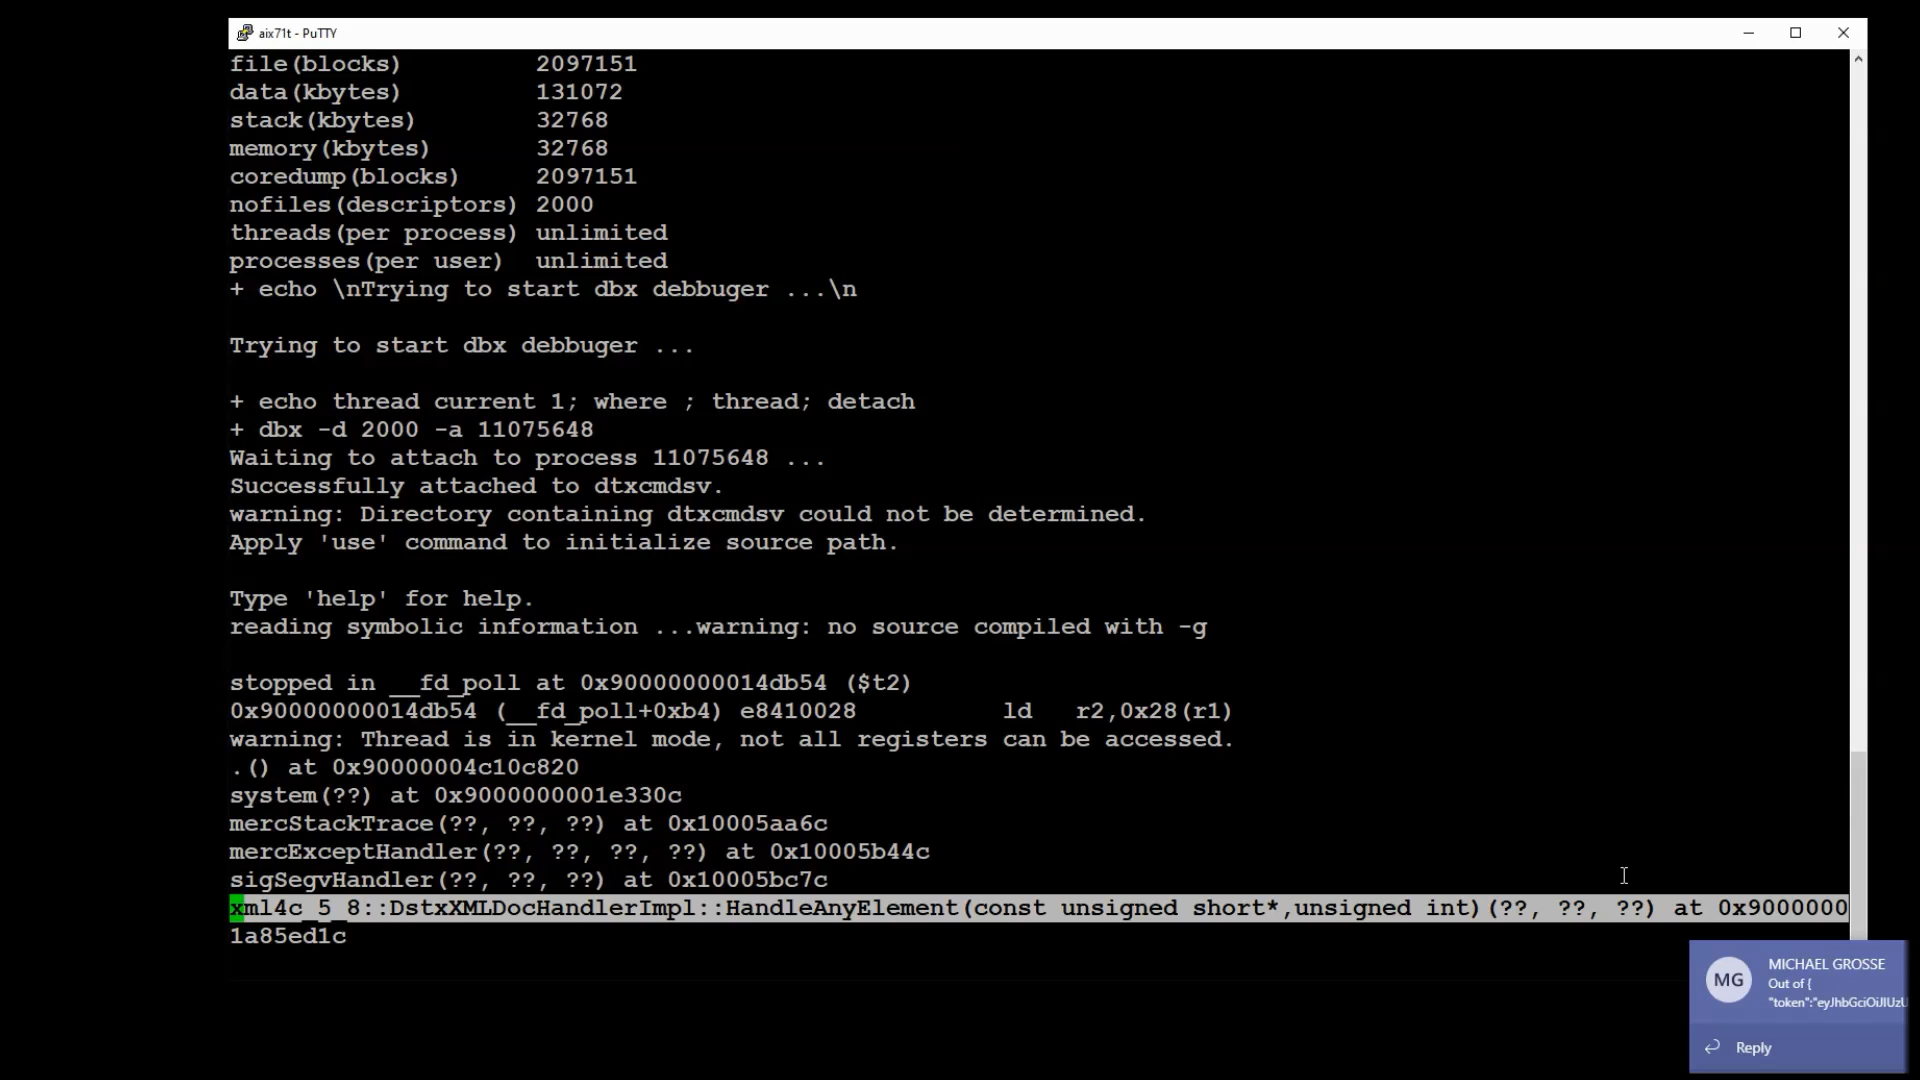 aix71t - PuTTY
file(blocks)         2097151
data(kbytes)         131072
stack(kbytes)        32768
memory(kbytes)       32768
coredump(blocks)     2097151
nofiles(descriptors) 2000
threads(per process) unlimited
processes(per user)  unlimited
+ echo \nTrying to start dbx debbuger ...\n
Trying to start dbx debbuger ...
+ echo thread current 1; where ; thread; detach
+ dbx -d 2000 -a 11075648
Waiting to attach to process 11075648 ...
Successfully attached to dtxcmdsv.
warning: Directory containing dtxcmdsv could not be determined.
Apply 'use' command to initialize source path.
Type 'help' for help.
reading symbolic information ...warning: no source compiled with -g
stopped in __fd_poll at 0x90000000014db54 ($t2)
0x90000000014db54 (__fd_poll+0xb4) e8410028          ld   r2,0x28(r1)
warning: Thread is in kernel mode, not all registers can be accessed.
.() at 0x90000004c10c820
system(??) at 0x9000000001e330c
mercStackTrace(??, ??, ??) at 0x10005aa6c
mercExceptHandler(??, ??, ??, ??) at 0x10005b44c
sigSegvHandler(??, ??, ??) at 0x10005bc7c
xml4c_5_8::DstxXMLDocHandlerImpl::HandleAnyElement(const unsigned short*,unsigned int)(??, ??, ??) at 0x9000000
1a85ed1c
MG
MICHAEL GROSSE
Out of {
"token":"eyJhbGciOiJIUzU
Reply